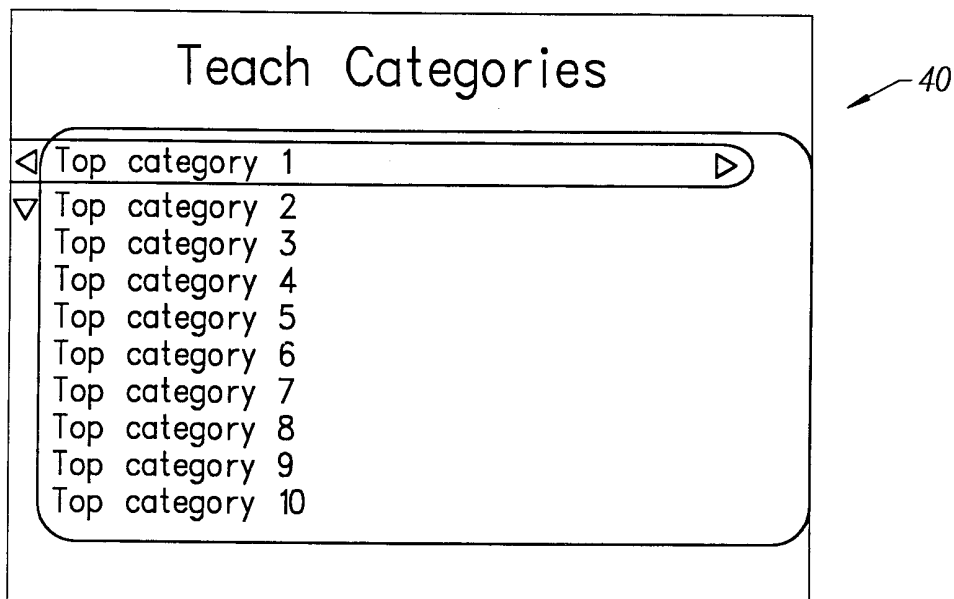 Teach Categories
40
Top category 1
Top category 2
Top category 3
Top category 4
Top category 5
Top category 6
Top category 7
Top category 8
Top category 9
Top category 10